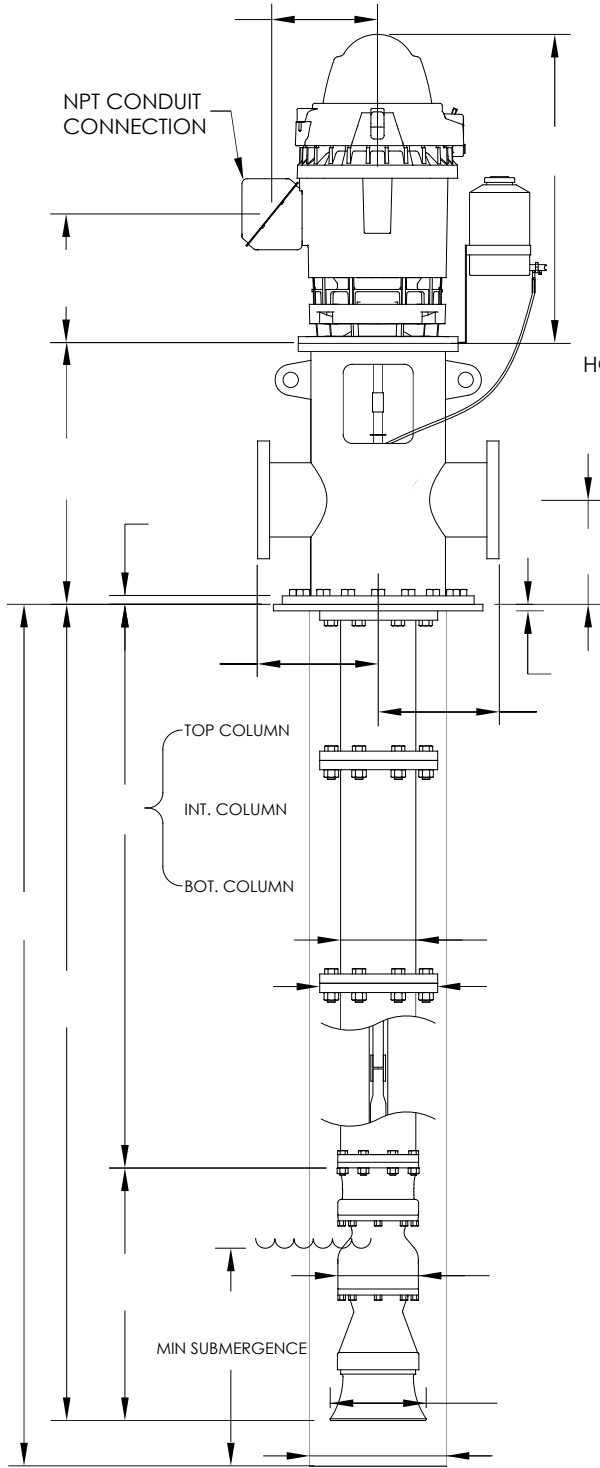 NPT CONDUIT
CONNECTION
TOP COLUMN
INT. COLUMN
BOT. COLUMN
MIN SUBMERGENCE